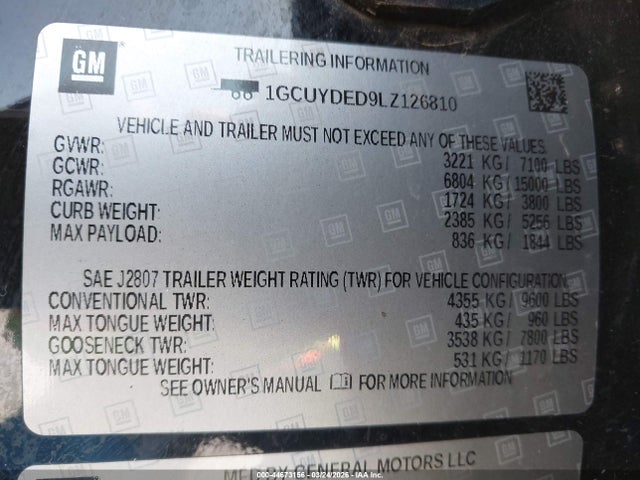 GM TRAILERING INFORMATION
1GCUYDED9LZ126810
VEHICLE AND TRAILER MUST NOT EXCEED ANY OF THESE VALUES.
GVWR: 3221 KG / 7100 LBS
GCWR: 6804 KG / 15000 LBS
RGAWR: 1724 KG / 3800 LBS
CURB WEIGHT: 2385 KG / 5256 LBS
MAX PAYLOAD: 836 KG / 1844 LBS
SAE J2807 TRAILER WEIGHT RATING (TWR) FOR VEHICLE CONFIGURATION:
CONVENTIONAL TWR: 4355 KG / 9600 LBS
MAX TONGUE WEIGHT: 435 KG / 960 LBS
GOOSENECK TWR: 3538 KG / 7800 LBS
MAX TONGUE WEIGHT: 531 KG / 1170 LBS
SEE OWNER'S MANUAL FOR MORE INFORMATION
MFD BY GENERAL MOTORS LLC
© IAA - 44673156 - 03/24/2026 - IAAI.COM